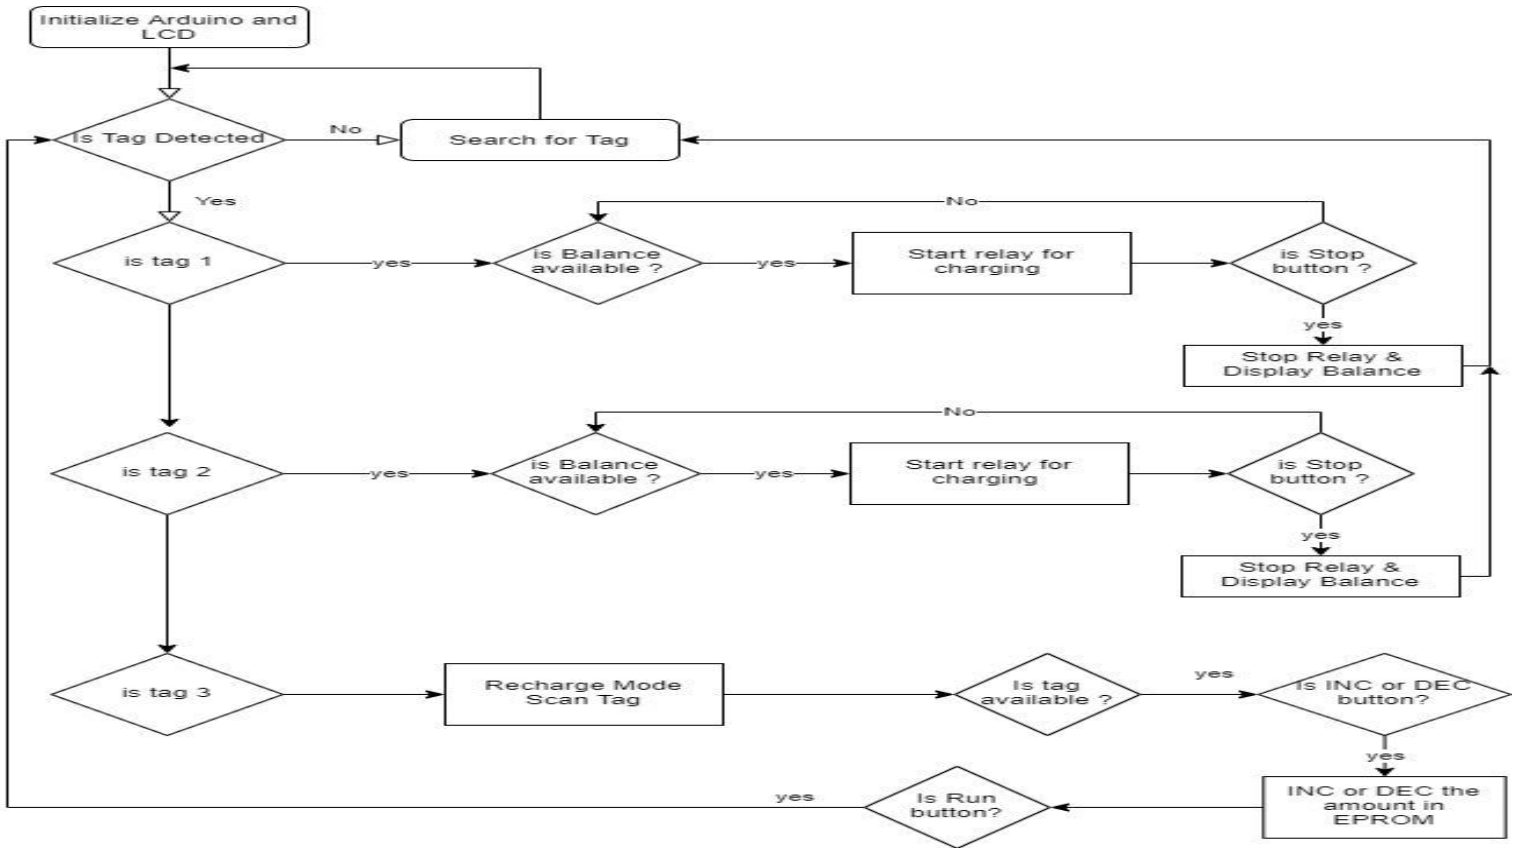 Initialize Arduino and
LCD
Is Tag Detected
No
Search for Tag
Yes
No
is tag 1
yes
is Balance
available ?
yes
Start relay for
charging
is Stop
button ?
yes
Stop Relay &
Display Balance
No
is tag 2
yes
is Balance
available ?
yes
Start relay for
charging
is Stop
button ?
yes
Stop Relay &
Display Balance
is tag 3
Recharge Mode
Scan Tag
Is tag
available ?
yes
Is INC or DEC
button?
yes
INC or DEC the
amount in
EPROM
Is Run
button?
yes